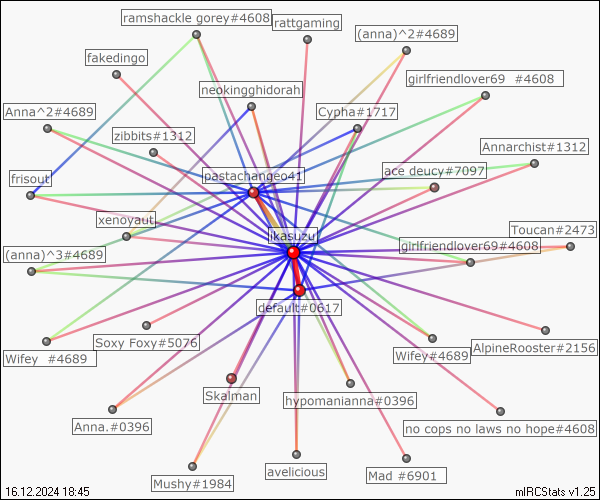 ramshackle gorey#4608
rattgaming
(anna)^2#4689
fakedingo
girlfriendlover69 #4608
neokingghidorah
Anna^2#4689
Cypha#1717
zibbits#1312
Annarchist#1312
frisout
pastachangeo41
ace deucy#7097
xenoyaut
Toucan#2473
ikasuzu
(anna)^3#4689
girlfriendlover69#4608
default#0617
Soxy Foxy#5076
AlpineRooster#2156
Wifey #4689
Wifey#4689
Skalman
hypomanianna#0396
Anna.#0396
no cops no laws no hope#4608
avelicious
Mad #6901
Mushy#1984
16.12.2024 18:45
mIRCStats v1.25